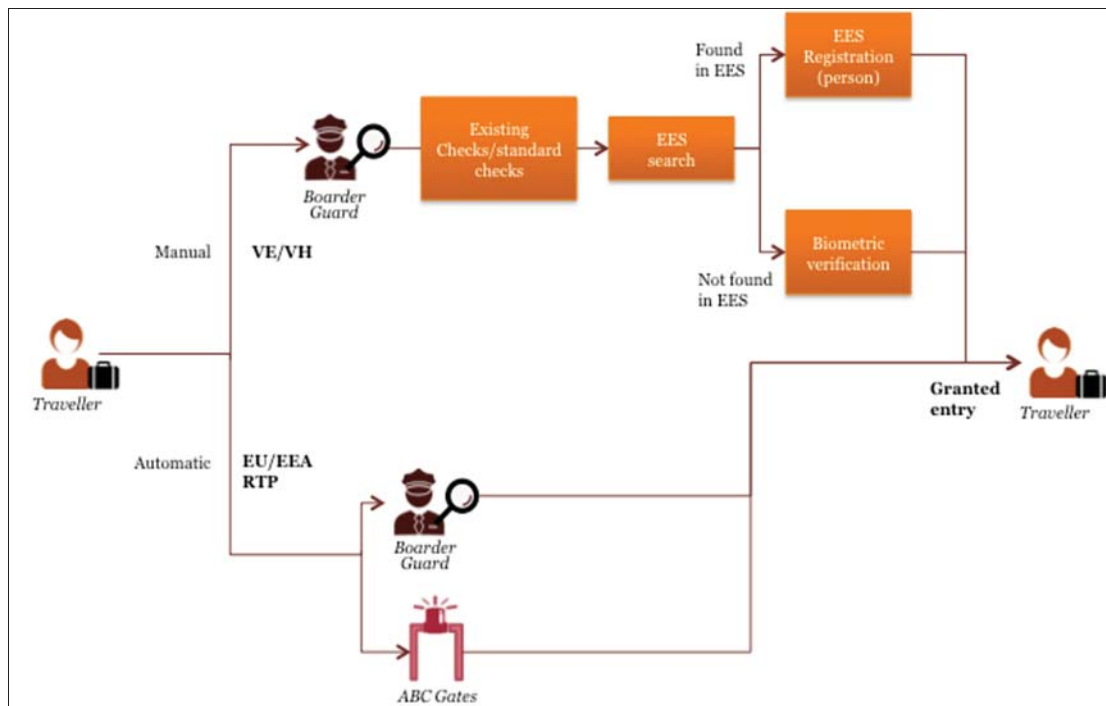 Found
in EES
EES
Registration
(person)
Existing
Checks/standard
checks
EES
search
Boarder
Guard
Manual
VE/VH
Biometric
verification
Not found
in EES
Traveller
Granted
entry
Traveller
Automatic
EU/EEA
RTP
Boarder
Guard
ABC Gates